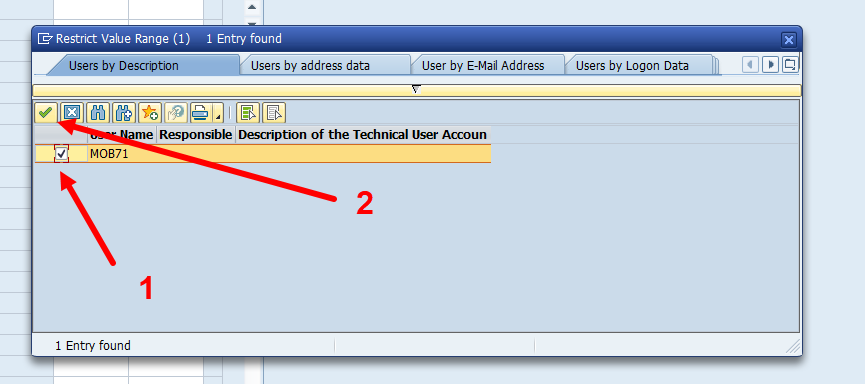 Restrict Value Range (1) 1 Entry found
Users by Description Users by address data User by E-Mail Address Users by Logon Data
User Name Responsible Description of the Technical User Accoun
MOB71
2
1
1 Entry found